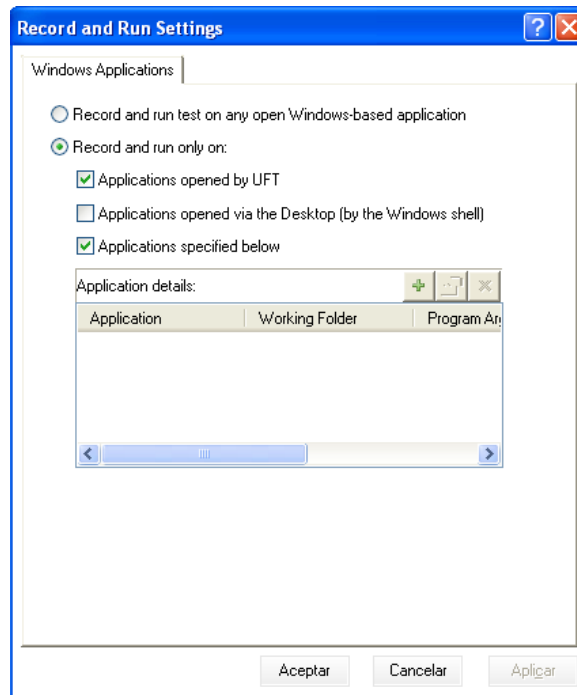 Record and Run Settings
Windows Applications
Record and run test on any open Windows-based application
Record and run only on:
Applications opened by UFT
Applications opened via the Desktop (by the Windows shell)
Applications specified below
Application details:
Application Working Folder Program Arg
Aceptar Cancelar Aplicar